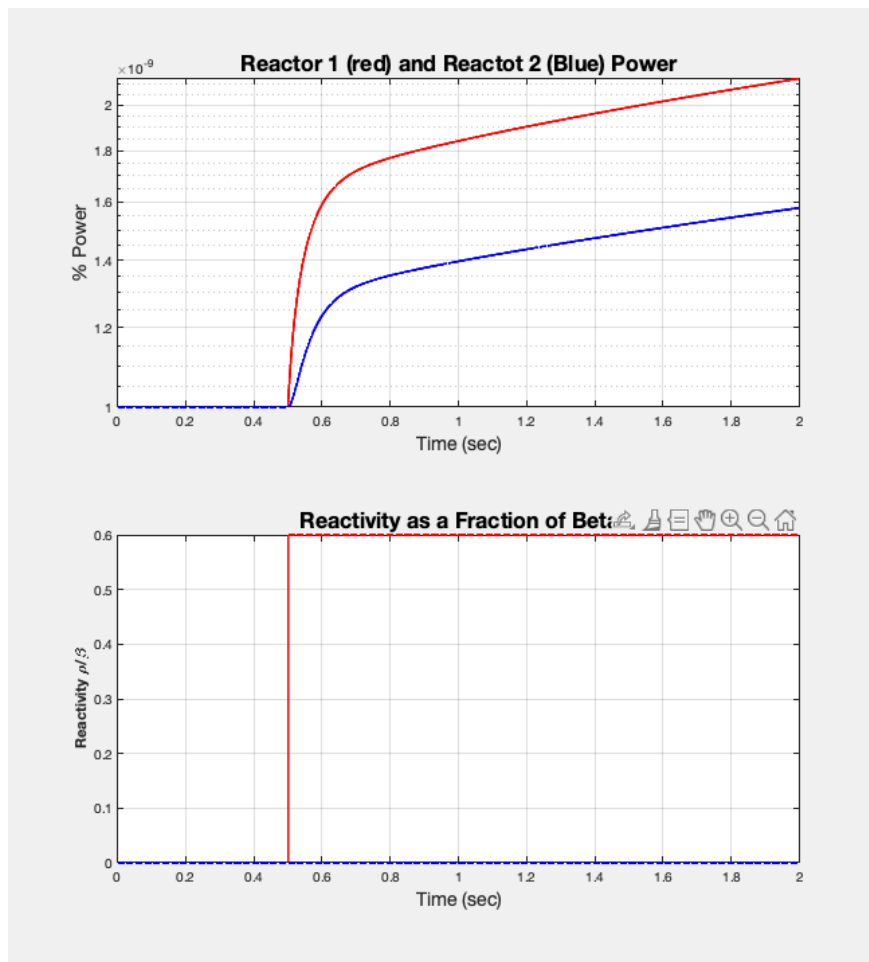 ×10-9
Reactor 1 (red) and Reactot 2 (Blue) Power
2
1.8
1.6
1.4
1.2
1
% Power
0 0.2 0.4 0.6 0.8 1 1.2 1.4 1.6 1.8 2
Time (sec)
Reactivity as a Fraction of Beta
0.6
0.5
0.4
0.3
0.2
0.1
0
Reactivity ρ/β
0 0.2 0.4 0.6 0.8 1 1.2 1.4 1.6 1.8 2
Time (sec)